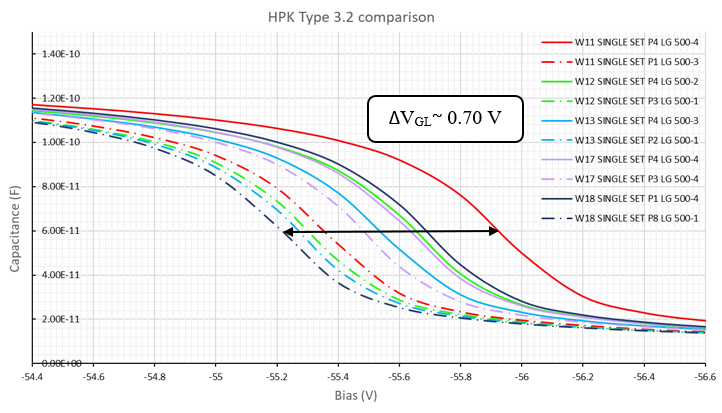 HPK Type 3.2 comparison
1.40E-10
1.20E-10
1.00E-10
8.00E-11
6.00E-11
4.00E-11
2.00E-11
0.00E+00
Capacitance (F)
-54.4 -54.6 -54.8 -55 -55.2 -55.4 -55.6 -55.8 -56 -56.2 -56.4 -56.6
Bias (V)
ΔVGL~ 0.70 V
W11 SINGLE SET P4 LG 500-4
W11 SINGLE SET P1 LG 500-3
W12 SINGLE SET P4 LG 500-2
W12 SINGLE SET P3 LG 500-1
W13 SINGLE SET P4 LG 500-3
W13 SINGLE SET P2 LG 500-1
W17 SINGLE SET P4 LG 500-4
W17 SINGLE SET P3 LG 500-4
W18 SINGLE SET P1 LG 500-4
W18 SINGLE SET P8 LG 500-1